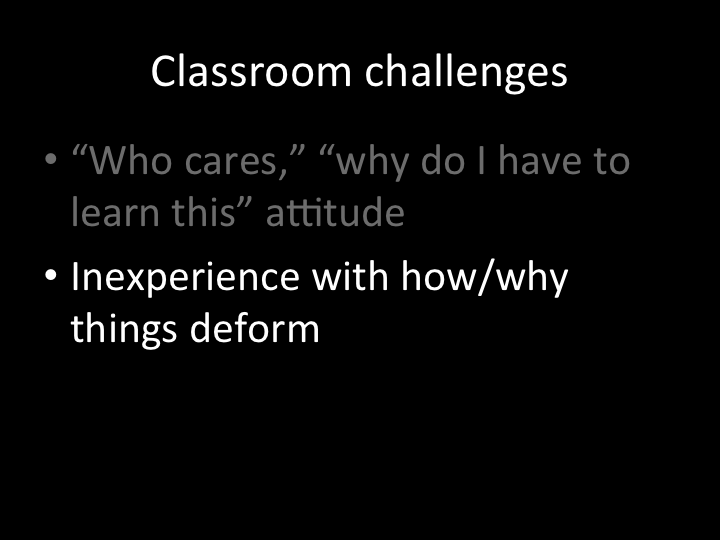 Classroom challenges
• “Who cares,” “why do I have to
learn this” attitude
• Inexperience with how/why
things deform